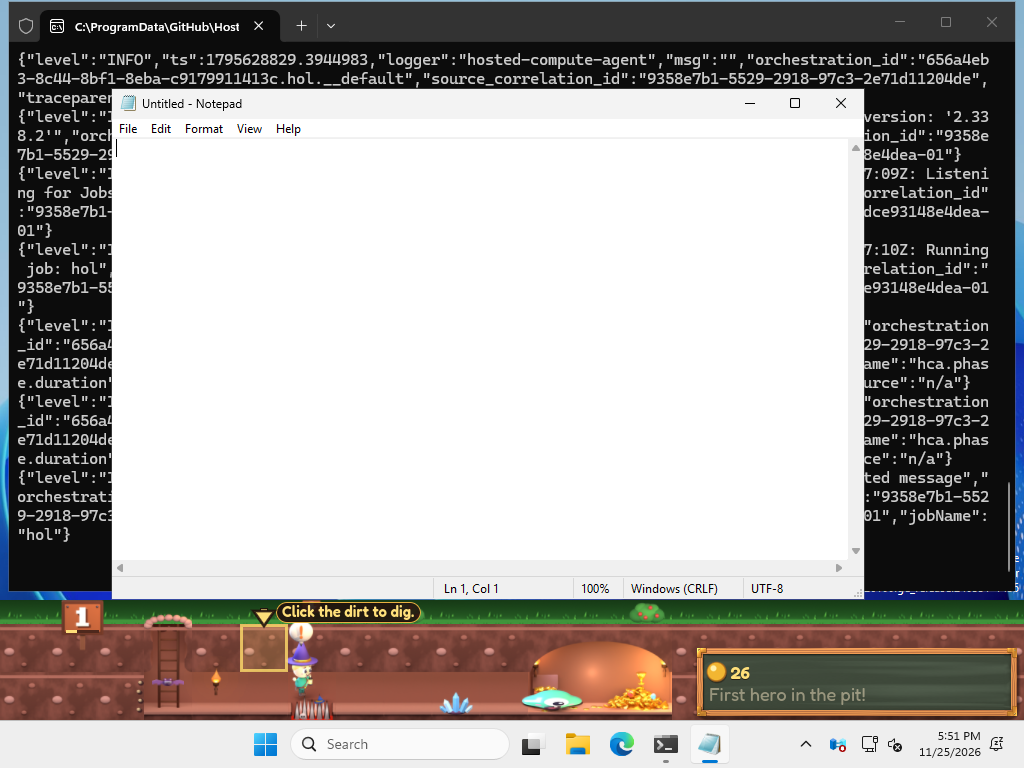 C:\ProgramData\GitHub\Host
{"level":"INFO","ts":1795628829.3944983,"logger":"hosted-compute-agent","msg":"","orchestration_id":"656a4eb
3-8c44-8bf1-8eba-c9179911413c.hol.__default","source_correlation_id":"9358e7b1-5529-2918-97c3-2e71d11204de",
"traceparen
Untitled - Notepad
File Edit Format View Help
{"level":"I version: '2.33
8.2'","orch ion_id":"9358
7b1-5529-29 8e4dea-01"}
{"level":"I 7:09Z: Listeni
ng for Jobs orrelation_id"
:"9358e7b1- dce93148e4dea-
01"}
{"level":"I 7:10Z: Running
job: hol", relation_id":"
9358e7b1-55 e93148e4dea-01
"}
{"level":"I "orchestration
_id":"656a4 29-2918-97c3-2
e71d11204de ame":"hca.phas
e.duration" urce":"n/a"}
{"level":"I "orchestration
_id":"656a4 29-2918-97c3-2
e71d11204de ame":"hca.phas
e.duration" ce":"n/a"}
{"level":"I ted message","
orchestrati :"9358e7b1-552
9-2918-97c3 01","jobName":
"hol"}
Ln 1, Col 1 100% Windows (CRLF) UTF-8
1
Click the dirt to dig.
26
First hero in the pit!
Search
5:51 PM
11/25/2026